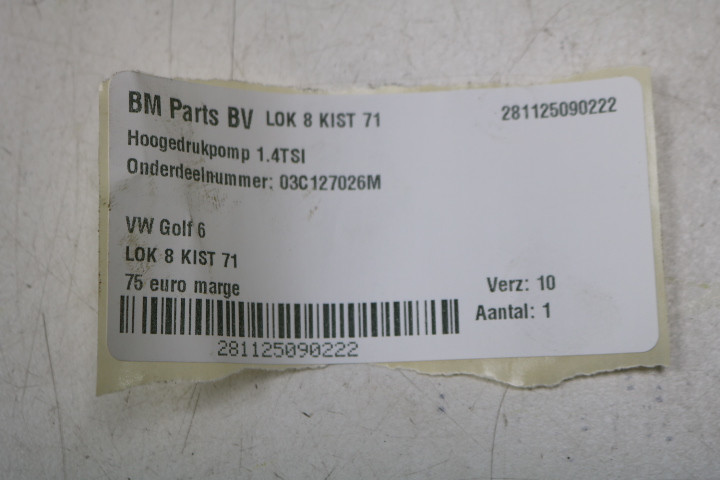 BM Parts BV LOK 8 KIST 71 281125090222
Hoogedrukpomp 1.4TSI
Onderdeelnummer: 03C127026M
VW Golf 6
LOK 8 KIST 71
75 euro marge Verz: 10
Aantal: 1
281125090222